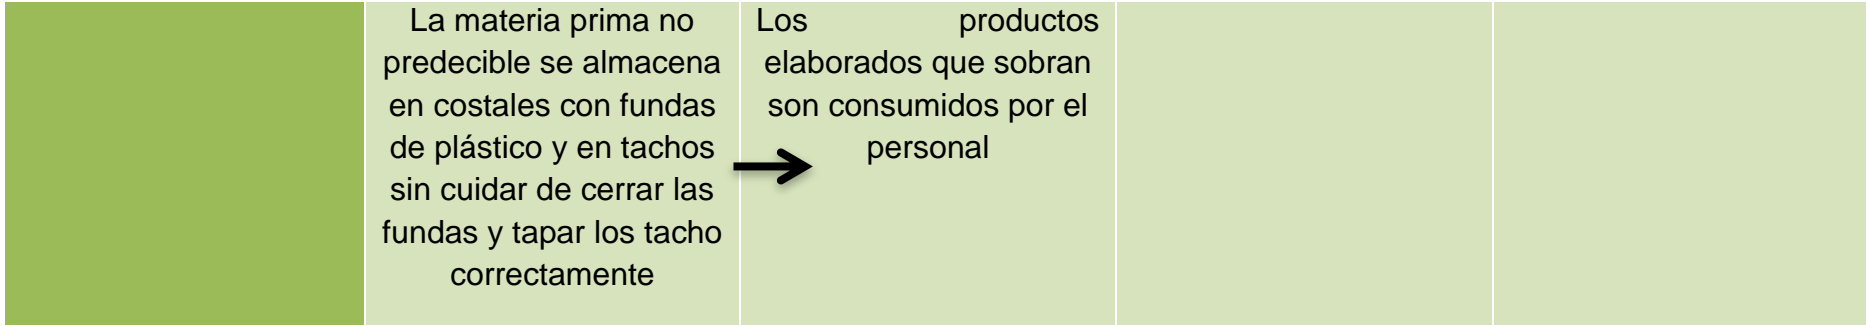 La materia prima no
predecible se almacena
en costales con fundas
de plástico y en tachos
sin cuidar de cerrar las
fundas y tapar los tacho
correctamente
Los productos
elaborados que sobran
son consumidos por el
personal